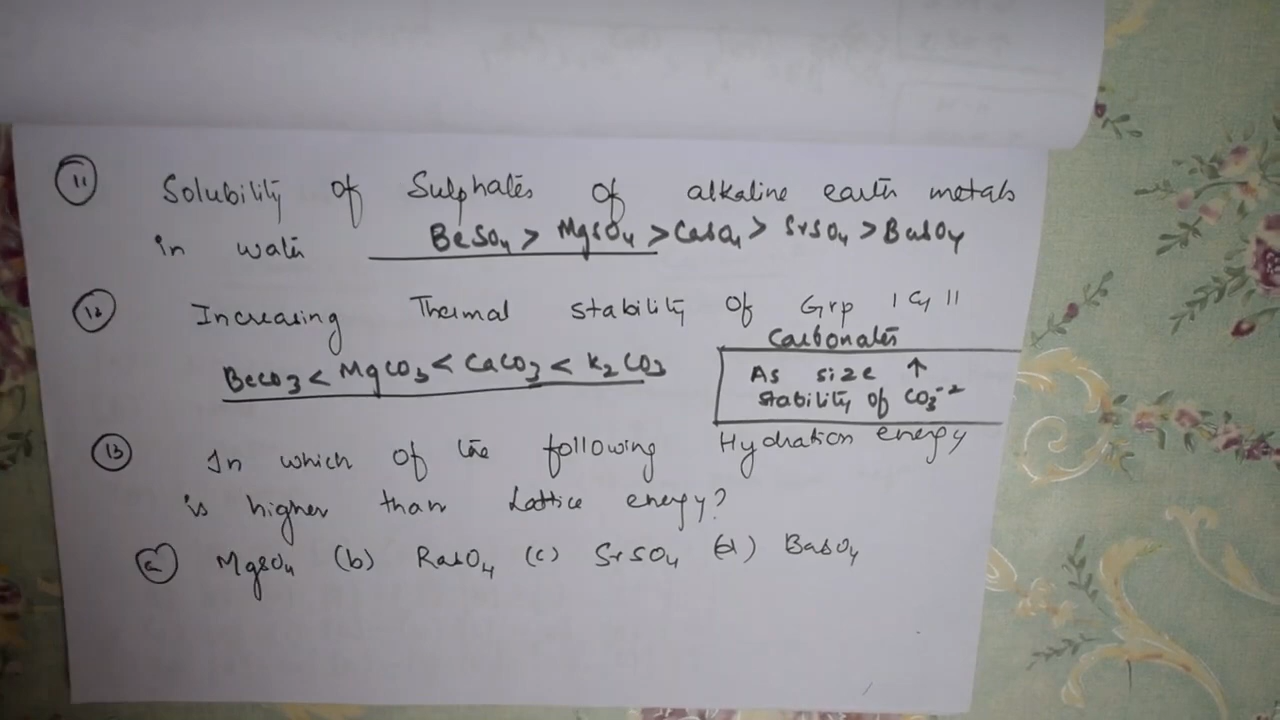 11 Solubility of Sulphates of alkaline earth metals
in water BeSO4 > MgSO4 > CaSO4 > SrSO4 > BaSO4
12 Increasing Thermal stability of Grp I & II
Carbonates
BeCO3 < MgCO3 < CaCO3 < K2CO3
As size ↑
stability of CO3-2
13 In which of the following Hydration energy
is higher than Lattice energy?
(a) MgSO4 (b) RaSO4 (c) SrSO4 (d) BaSO4